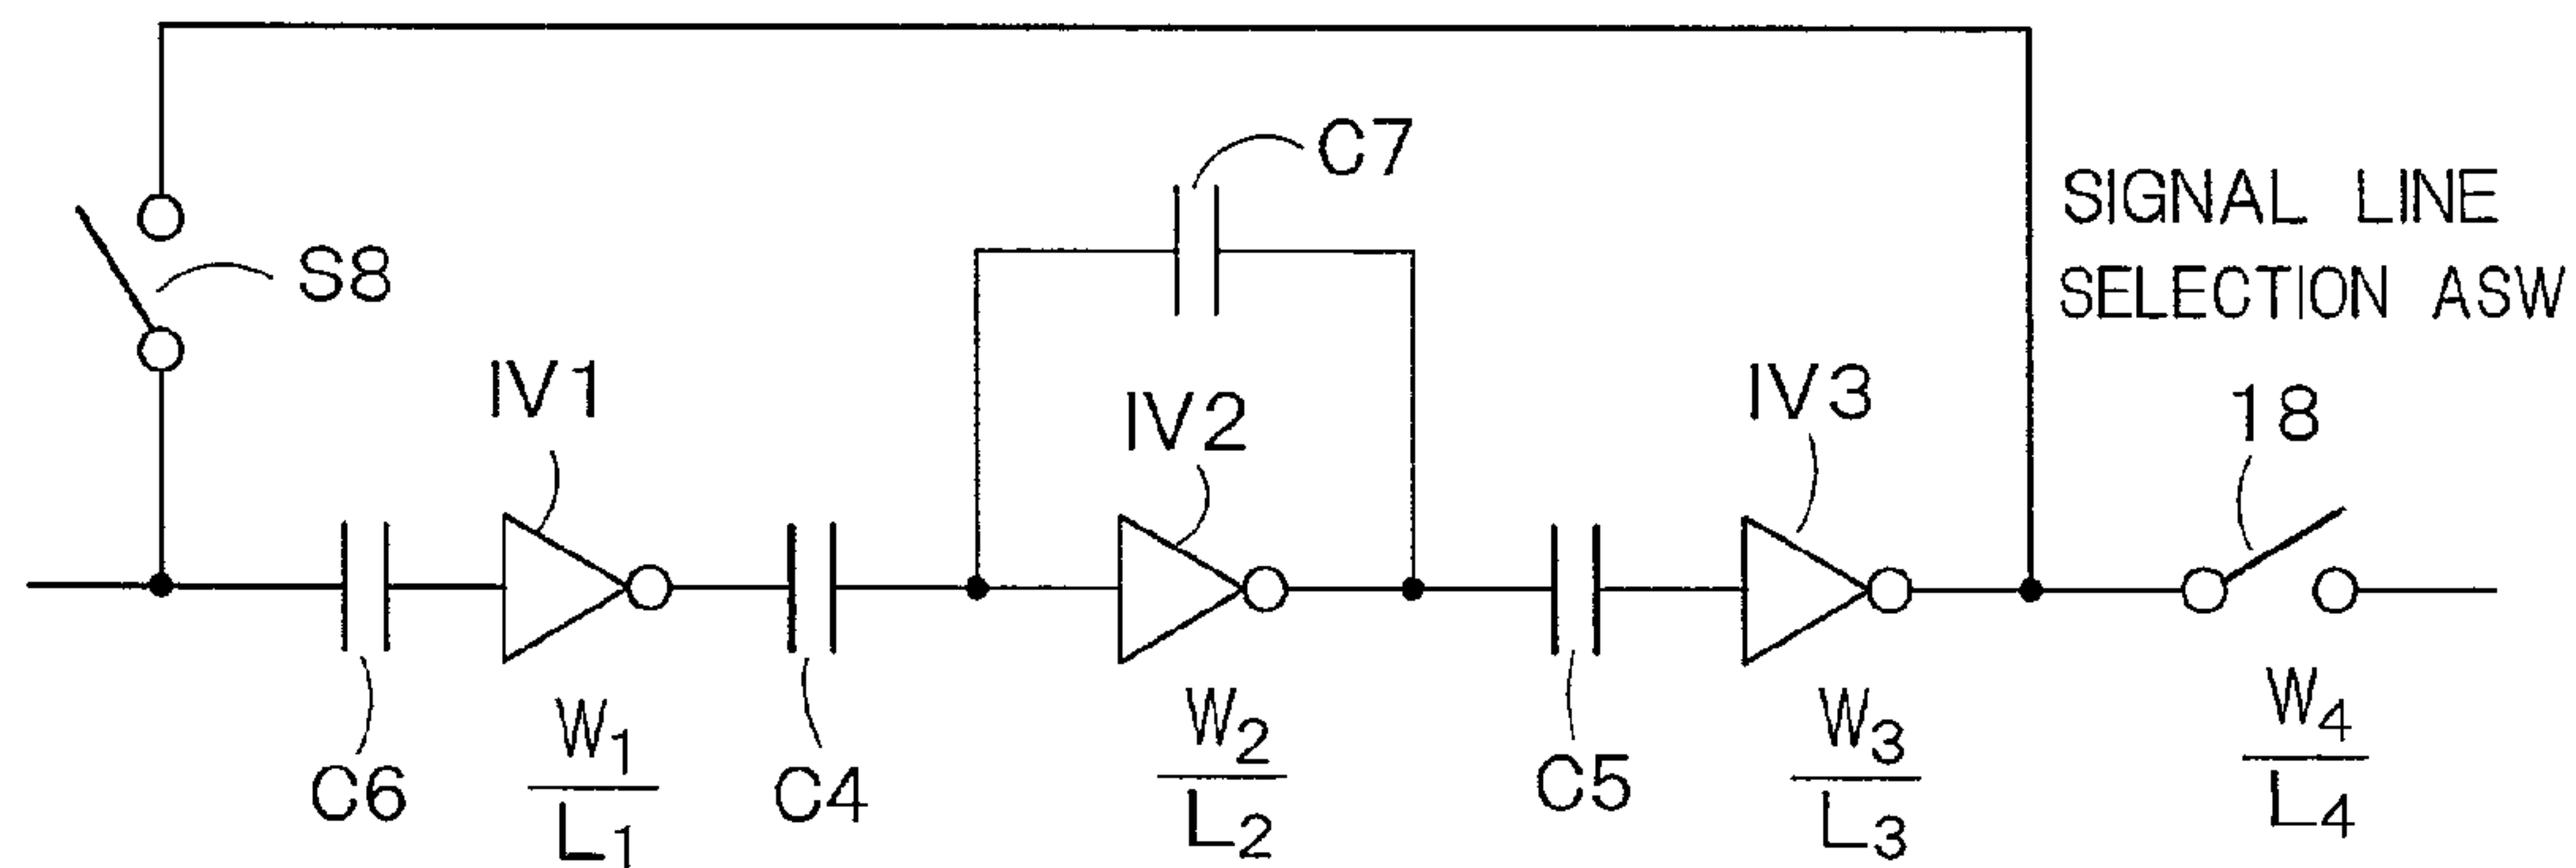 C7
SIGNAL LINE
SELECTION ASW
S8
IV1
IV2
IV3
18
C6
W1
L1
C4
W2
L2
C5
W3
L3
W4
L4